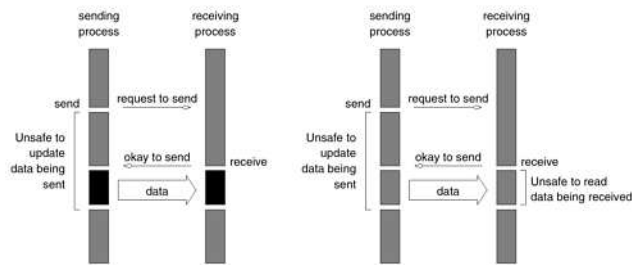 sending
process
receiving
process
send
request to send
Unsafe to
update
data being
sent
okay to send
receive
data
sending
process
receiving
process
send
request to send
Unsafe to
update
data being
sent
okay to send
receive
data
Unsafe to read
data being received